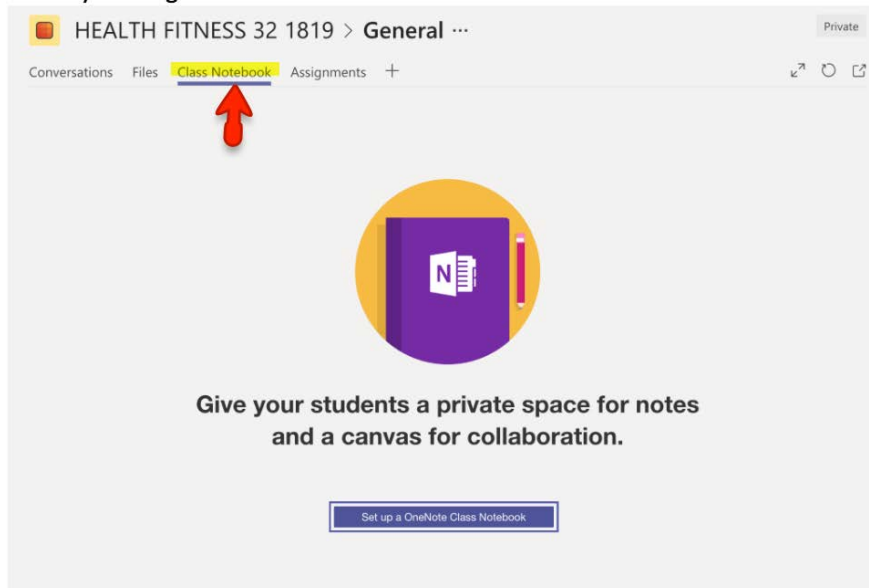 HEALTH FITNESS 32 1819 > General ···
Private
Conversations Files Class Notebook Assignments +
N
Give your students a private space for notes
and a canvas for collaboration.
Set up a OneNote Class Notebook